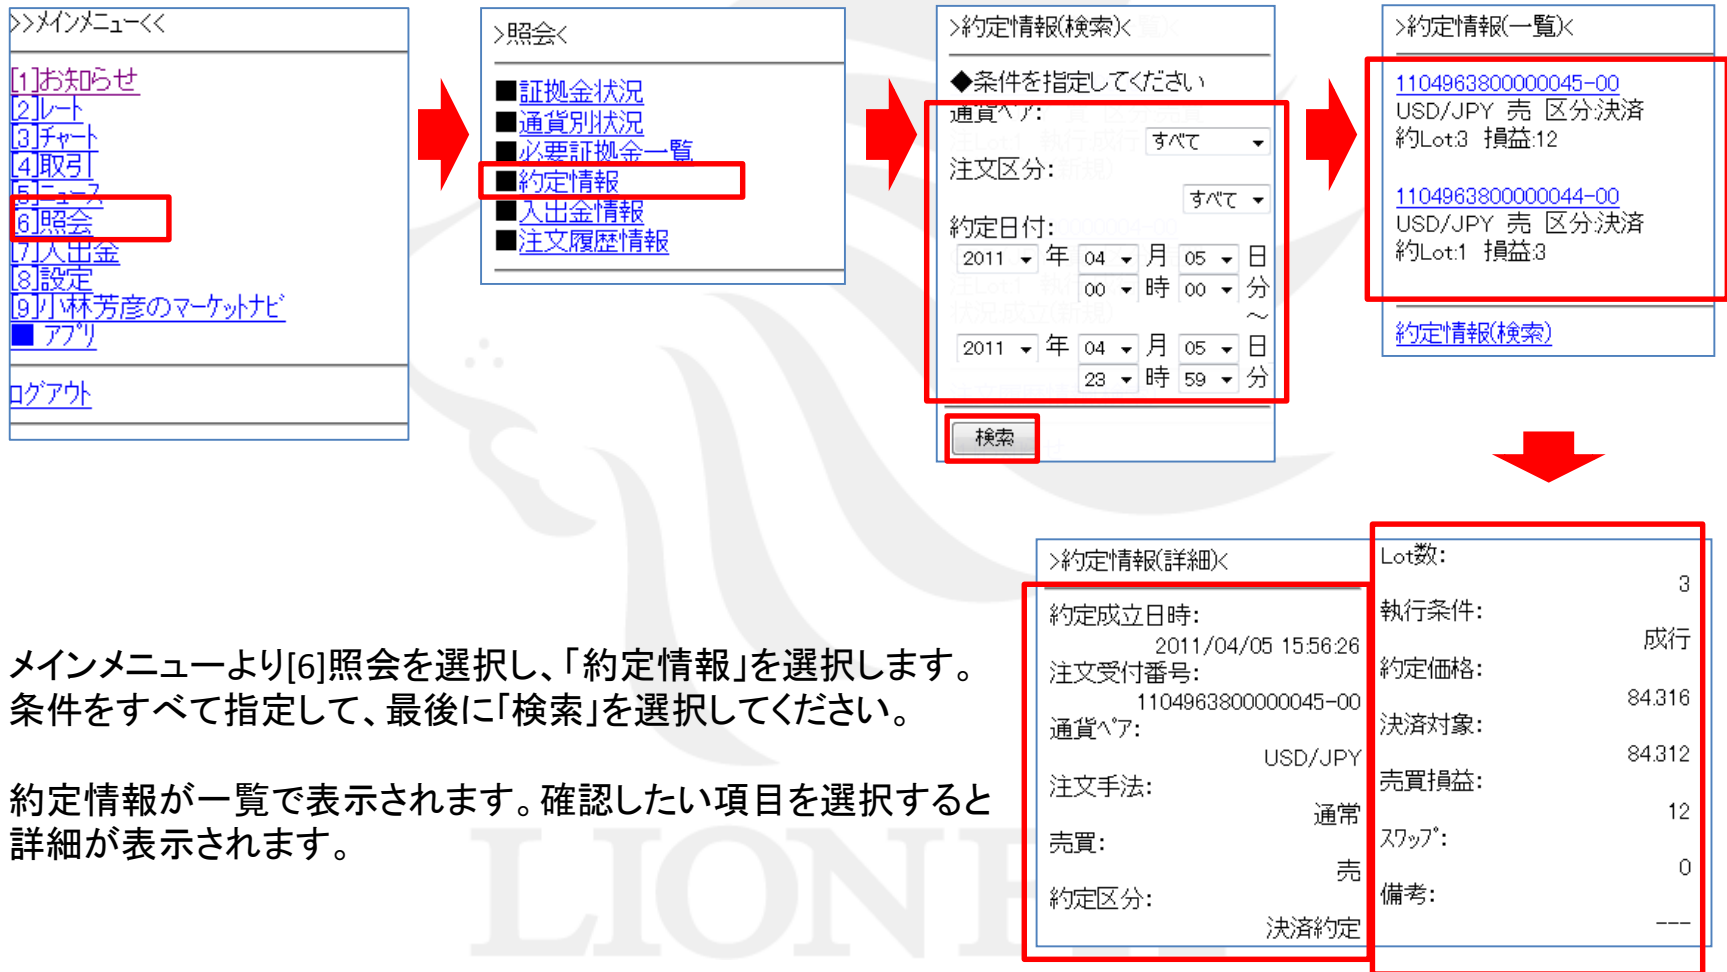 >>メインメニュー<<
[1]お知らせ
[2]レート
[3]チャート
[4]取引
[5]ニュース
[6]照会
[7]入出金
[8]設定
[9]小林芳彦のマーケットナビ
■ アプリ
ログアウト
>照会<
■証拠金状況
■通貨別状況
■必要証拠金一覧
■約定情報
■入出金情報
■注文履歴情報
>約定情報(検索)<
◆条件を指定してください
通貨ペア:
すべて
注文区分:
すべて
約定日付:
2011 年 04 月 05 日
00 時 00 分
~
2011 年 04 月 05 日
23 時 59 分
検索
>約定情報(一覧)<
1104963800000045-00
USD/JPY 売 区分:決済
約Lot:3 損益:12
1104963800000044-00
USD/JPY 売 区分:決済
約Lot:1 損益:3
約定情報(検索)
メインメニューより[6]照会を選択し、「約定情報」を選択します。
条件をすべて指定して、最後に「検索」を選択してください。
約定情報が一覧で表示されます。確認したい項目を選択すると
詳細が表示されます。
>約定情報(詳細)<
約定成立日時:
2011/04/05 15:56:26
注文受付番号:
1104963800000045-00
通貨ペア:
USD/JPY
注文手法:
通常
売買:
売
約定区分:
決済約定
Lot数:
3
執行条件:
成行
約定価格:
84.316
決済対象:
84.312
売買損益:
12
スワップ:
0
備考:
---